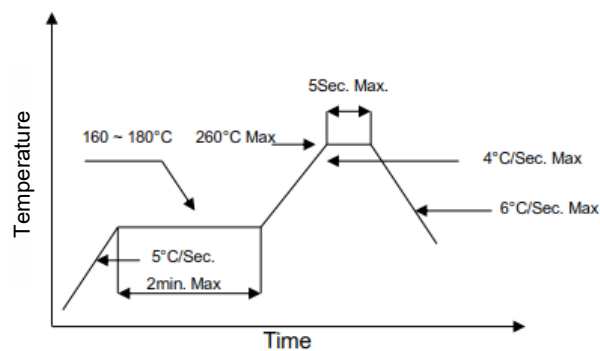 5Sec. Max.
160 ~ 180°C
260°C Max
4°C/Sec. Max
6°C/Sec. Max
5°C/Sec.
2min. Max
Temperature
Time